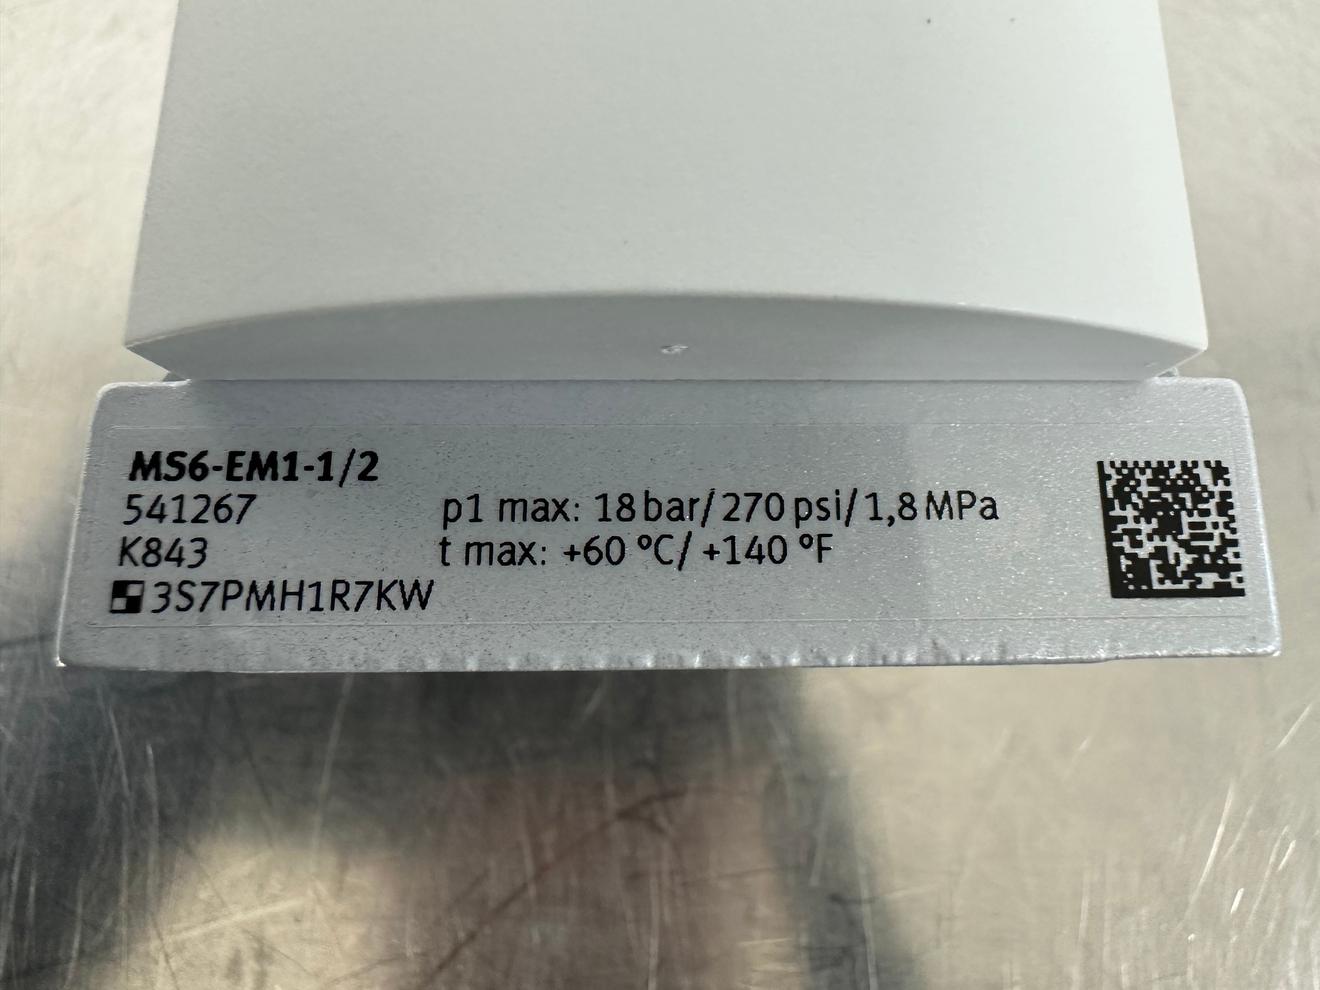 MS6-EM1-1/2
541267 p1 max: 18 bar/ 270 psi/ 1,8 MPa
K843 t max: +60 °C/ +140 °F
3S7PMH1R7KW